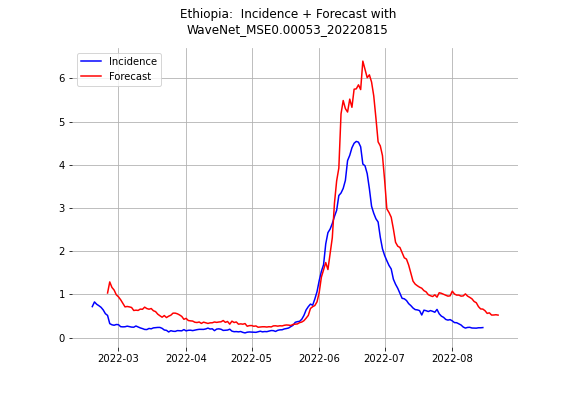 Ethiopia:  Incidence + Forecast with
WaveNet_MSE0.00053_20220815
Incidence
Forecast
6
5
4
3
2
1
0
2022-03 2022-04 2022-05 2022-06 2022-07 2022-08